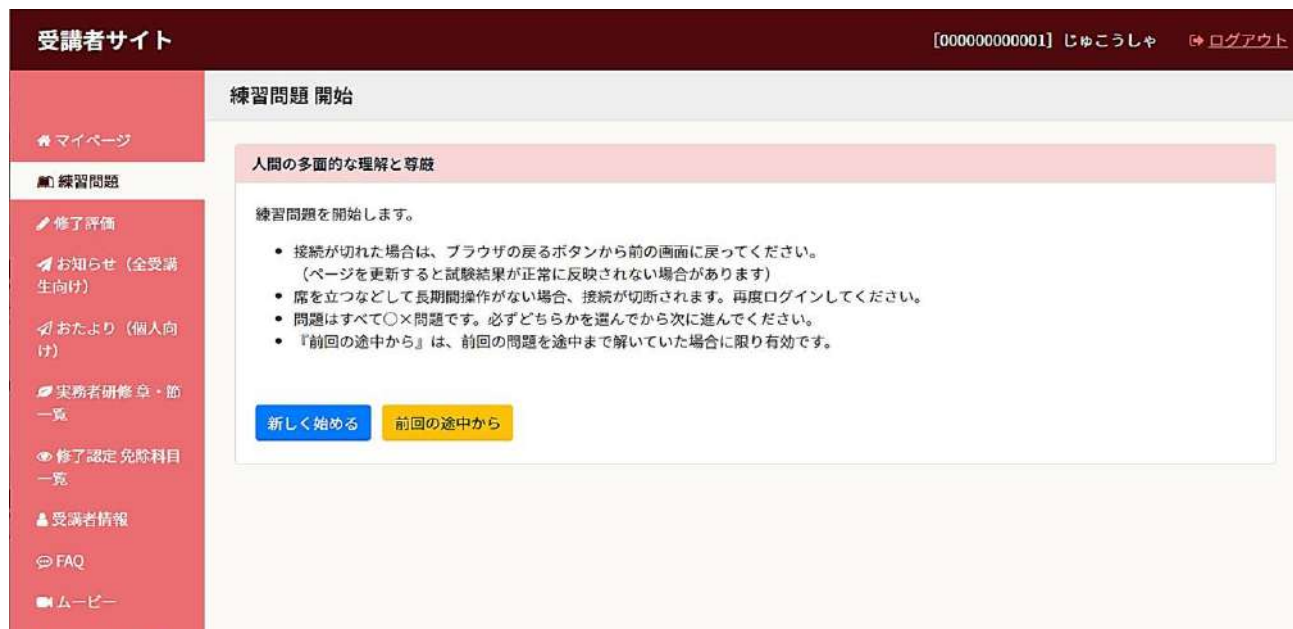 受講者サイト
[000000000001] じゅこうしゃ ログアウト
練習問題 開始
マイページ
練習問題
修了評価
お知らせ（全受講
生向け）
おたより（個人向
け）
実務者研修 章・節
一覧
修了認定 免除科目
一覧
受講者情報
FAQ
ムービー
人間の多面的な理解と尊厳
練習問題を開始します。
• 接続が切れた場合は、ブラウザの戻るボタンから前の画面に戻ってください。
（ページを更新すると試験結果が正常に反映されない場合があります）
• 席を立つなどして長期間操作がない場合、接続が切断されます。再度ログインしてください。
• 問題はすべて○×問題です。必ずどちらかを選んでから次に進んでください。
• 『前回の途中から』は、前回の問題を途中まで解いていた場合に限り有効です。
新しく始める 前回の途中から